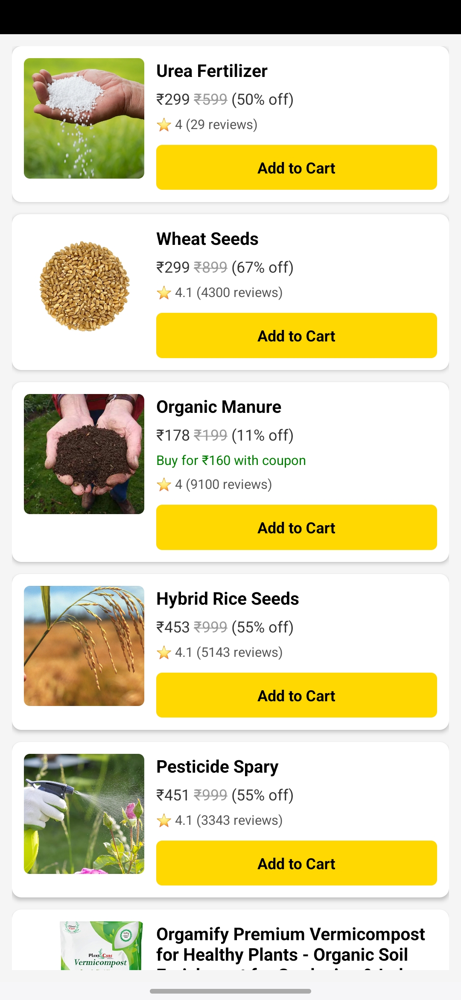 Urea Fertilizer
₹299 ₹599 (50% off)
⭐ 4 (29 reviews)
Add to Cart
Wheat Seeds
₹299 ₹899 (67% off)
⭐ 4.1 (4300 reviews)
Add to Cart
Organic Manure
₹178 ₹199 (11% off)
Buy for ₹160 with coupon
⭐ 4 (9100 reviews)
Add to Cart
Hybrid Rice Seeds
₹453 ₹999 (55% off)
⭐ 4.1 (5143 reviews)
Add to Cart
Pesticide Spary
₹451 ₹999 (55% off)
⭐ 4.1 (3343 reviews)
Add to Cart
Plant Care
100%
PLANT CARE
Vermicompost
Orgamify Premium Vermicompost
for Healthy Plants - Organic Soil